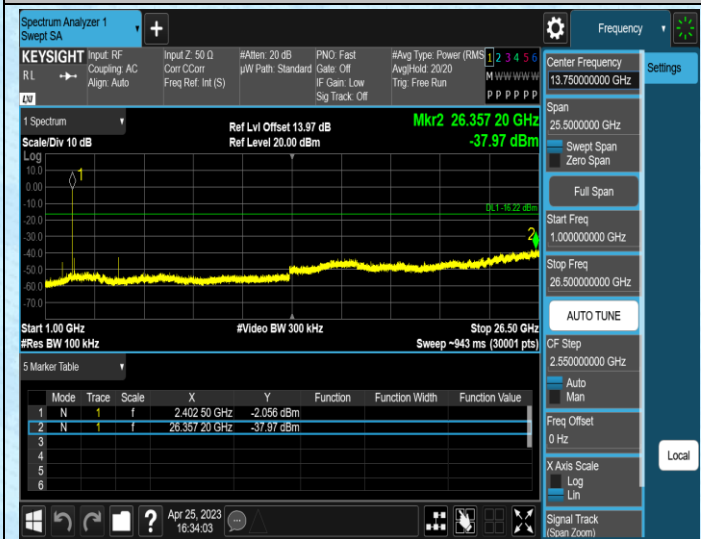 Spectrum Analyzer 1
Swept SA
+
Frequency
KEYSIGHT
RL
LXI
Input: RF
Coupling: AC
Align: Auto
Input Z: 50 Ω
Corr CCorr
Freq Ref: Int (S)
#Atten: 20 dB
µW Path: Standard
PNO: Fast
Gate: Off
IF Gain: Low
Sig Track: Off
#Avg Type: Power (RMS
Avg|Hold: 20/20
Trig: Free Run
1 2 3 4 5 6
M W W W W W
P P P P P P
1 Spectrum
Scale/Div 10 dB
Ref Lvl Offset 13.97 dB
Ref Level 20.00 dBm
Mkr2 26.357 20 GHz
-37.97 dBm
Log
10.0
0.00
-10.0
-20.0
-30.0
-40.0
-50.0
-60.0
-70.0
1
DL1 -16.22 dBm
2
Start 1.00 GHz
#Res BW 100 kHz
#Video BW 300 kHz
Stop 26.50 GHz
Sweep ~943 ms (30001 pts)
5 Marker Table
Mode Trace Scale X Y Function Function Width Function Value
1 N 1 f 2.402 50 GHz -2.056 dBm
2 N 1 f 26.357 20 GHz -37.97 dBm
3
4
5
6
?
Apr 25, 2023
16:34:03
Center Frequency
13.750000000 GHz
Settings
Span
25.5000000 GHz
Swept Span
Zero Span
Full Span
Start Freq
1.000000000 GHz
Stop Freq
26.500000000 GHz
AUTO TUNE
CF Step
2.550000000 GHz
Auto
Man
Freq Offset
0 Hz
Local
X Axis Scale
Log
Lin
Signal Track
(Span Zoom)